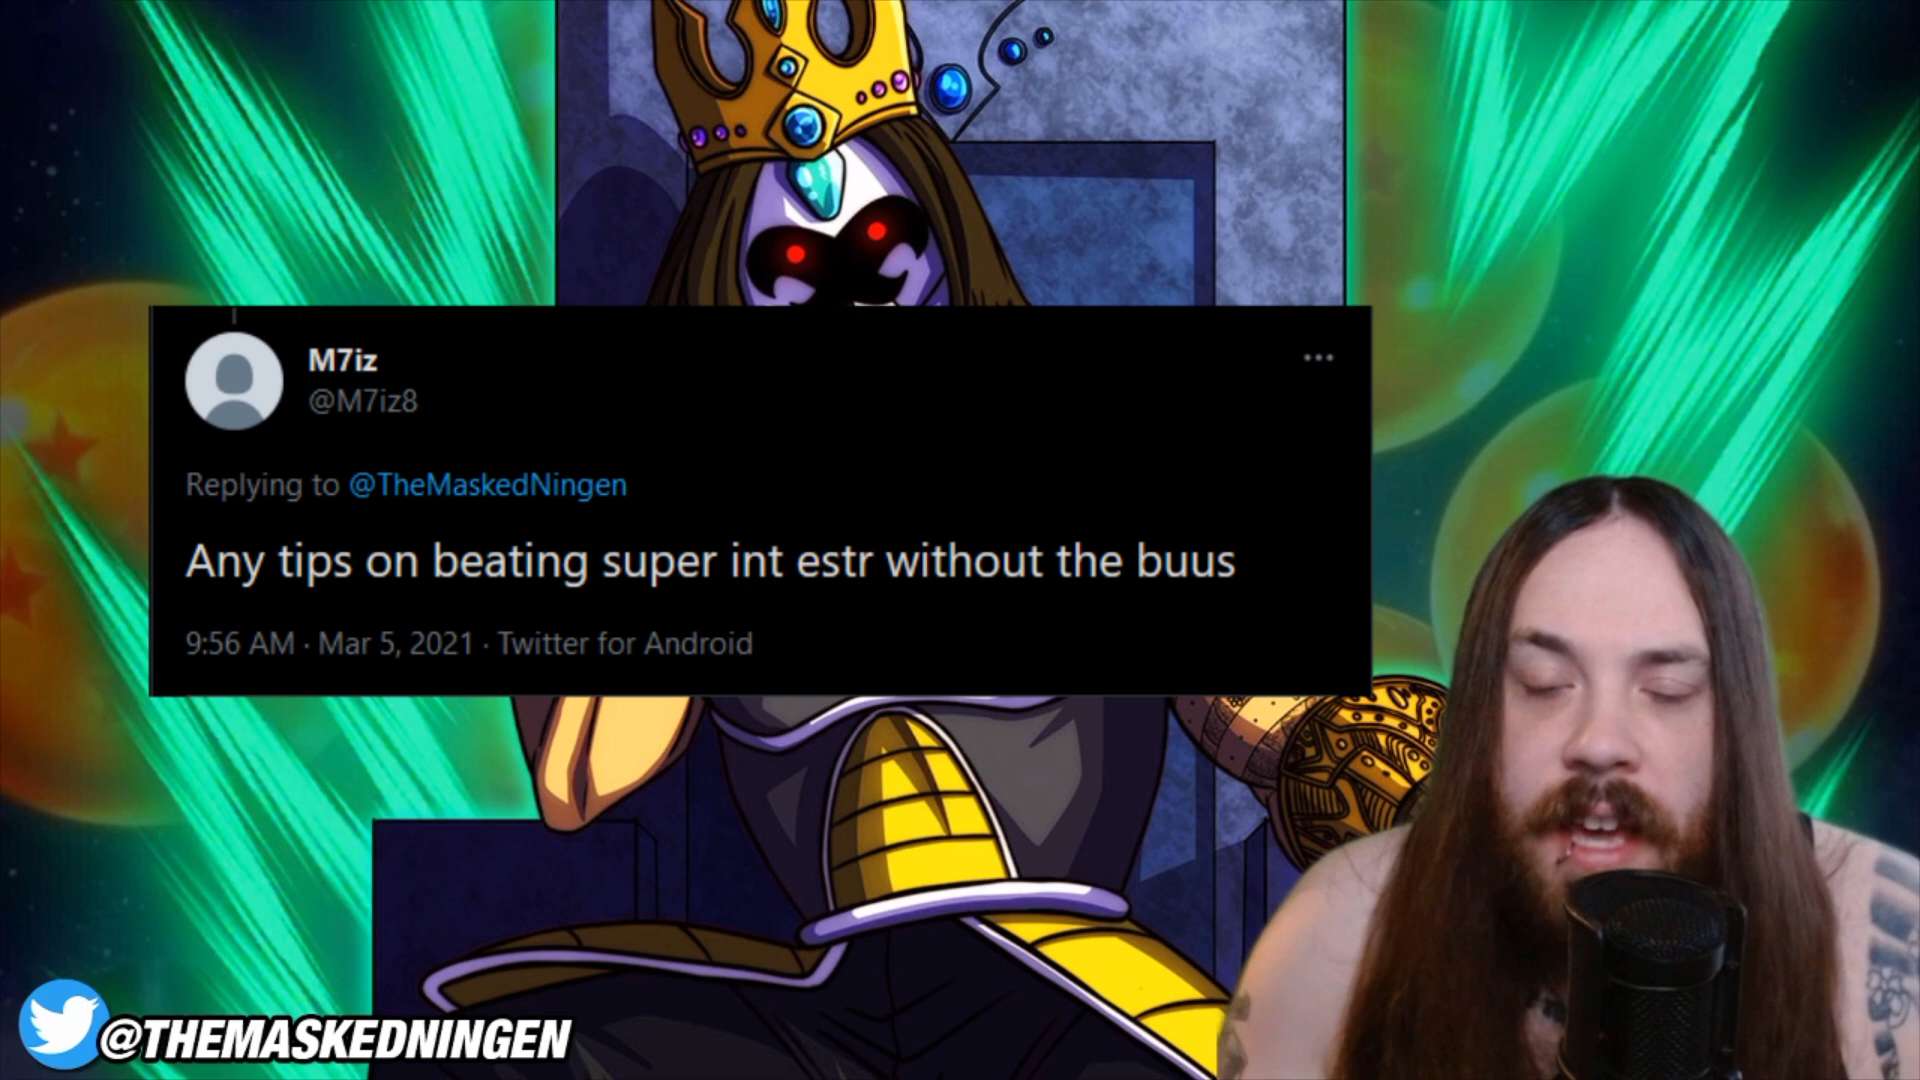 M7iz
@M7iz8
Replying to @TheMaskedNingen
Any tips on beating super int estr without the buus
9:56 AM · Mar 5, 2021 · Twitter for Android
@THEMASKEDNINGEN